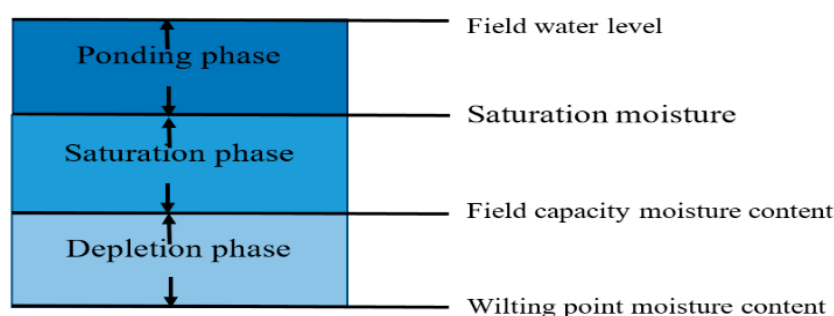 Field water level
Ponding phase
Saturation moisture
Saturation phase
Field capacity moisture content
Depletion phase
Wilting point moisture content